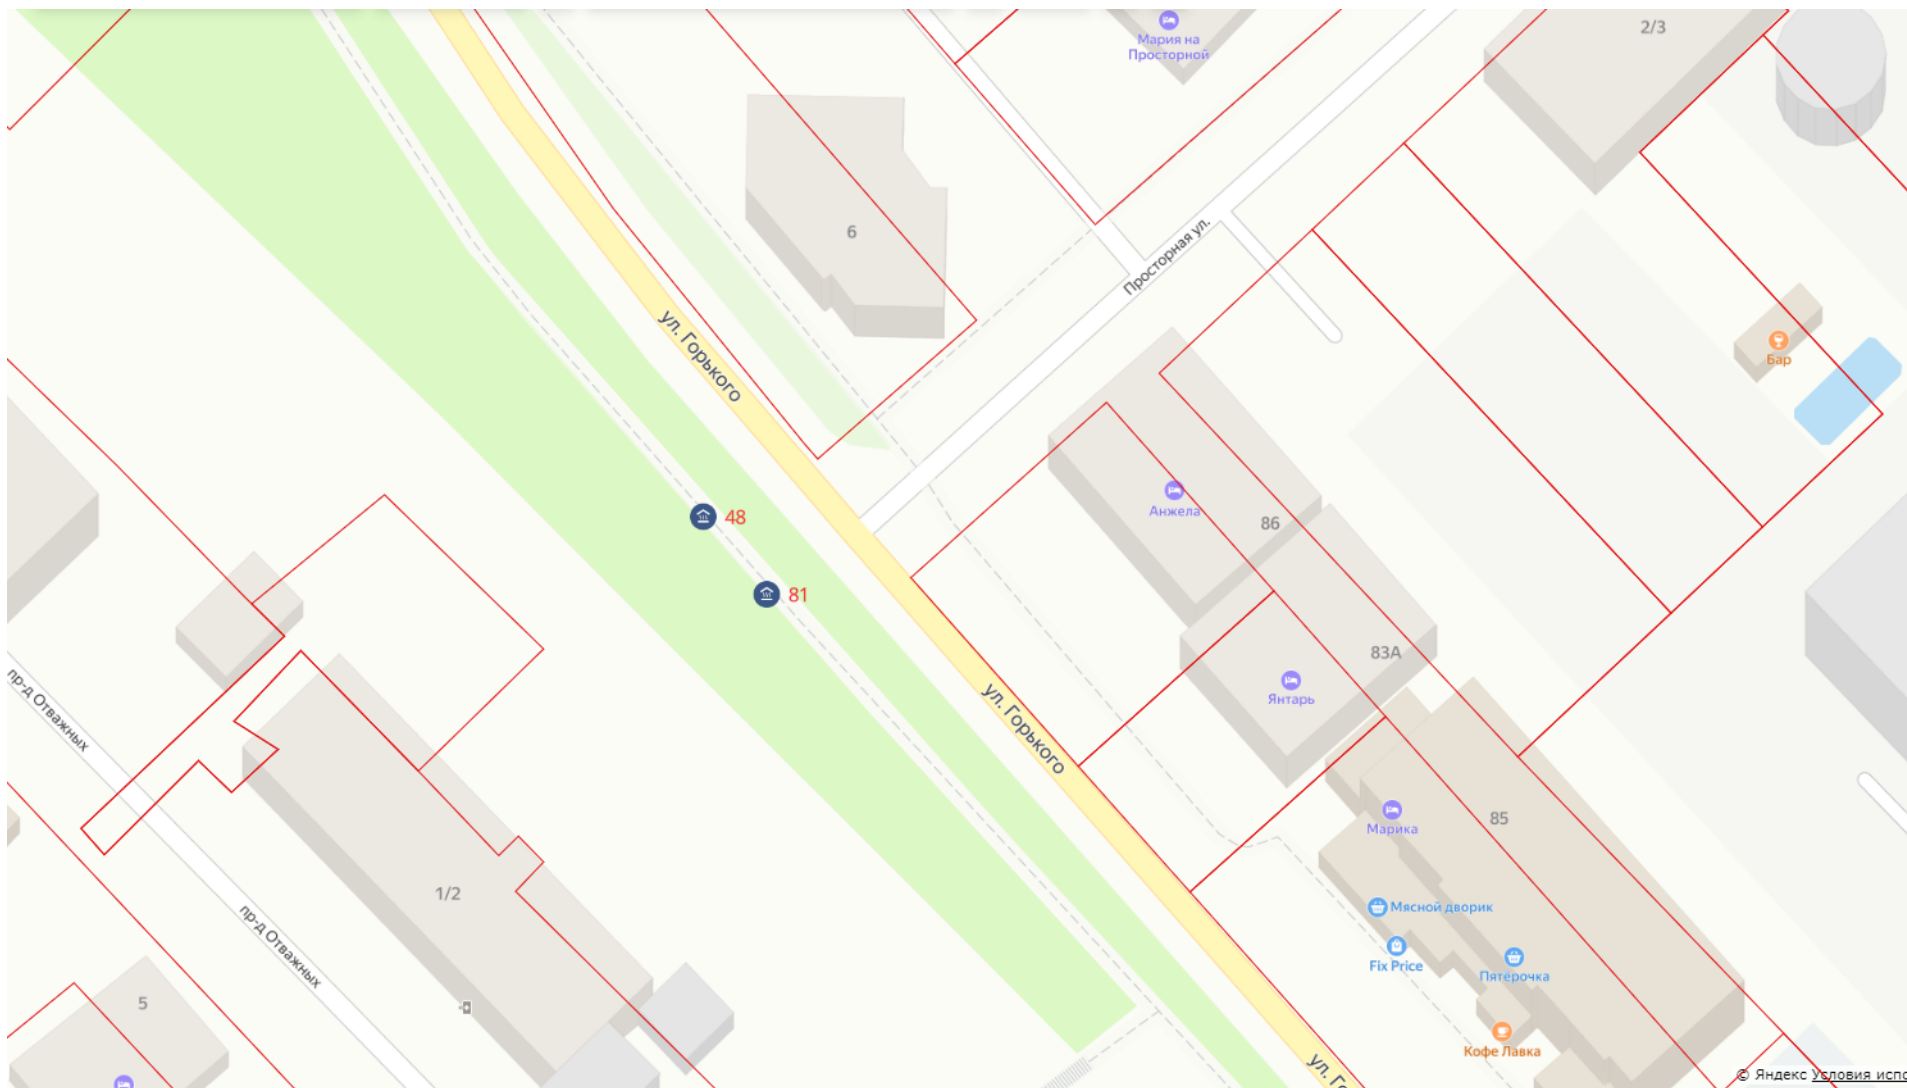 2/3
Мария на
Просторной
6
Просторная ул.
ул. Горького
Бар
48
Анжела
86
81
83А
Янтарь
ул. Горького
пр-д Отважных
Марика
85
1/2
Мясной дворик
пр-д Отважных
Fix Price
Пятёрочка
5
Кофе Лавка
ул. Го
© Яндекс Условия испо